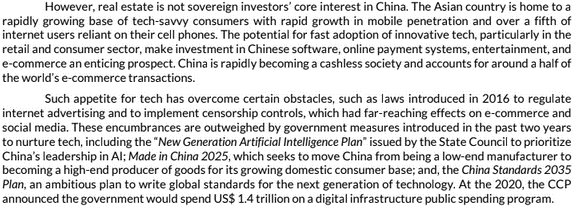 However, real estate is not sovereign investors' core interest in China. The Asian country is home to a
rapidly growing base of tech-savvy consumers with rapid growth in mobile penetration and over a fifth of
internet users reliant on their cell phones. The potential for fast adoption of innovative tech, particularly in the
retail and consumer sector, make investment in Chinese software, online payment systems, entertainment, and
e-commerce an enticing prospect. China is rapidly becoming a cashless society and accounts for around a half of
the world's e-commerce transactions.
Such appetite for tech has overcome certain obstacles, such as laws introduced in 2016 to regulate
internet advertising and to implement censorship controls, which had far-reaching effects on e-commerce and
social media. These encumbrances are outweighed by government measures introduced in the past two years
to nurture tech, including the "New Generation Artificial Intelligence Plan" issued by the State Council to prioritize
China's leadership in AI; Made in China 2025, which seeks to move China from being a low-end manufacturer to
becoming a high-end producer of goods for its growing domestic consumer base; and, the China Standards 2035
Plan, an ambitious plan to write global standards for the next generation of technology. At the 2020, the CCP
announced the government would spend US$ 1.4 trillion on a digital infrastructure public spending program.